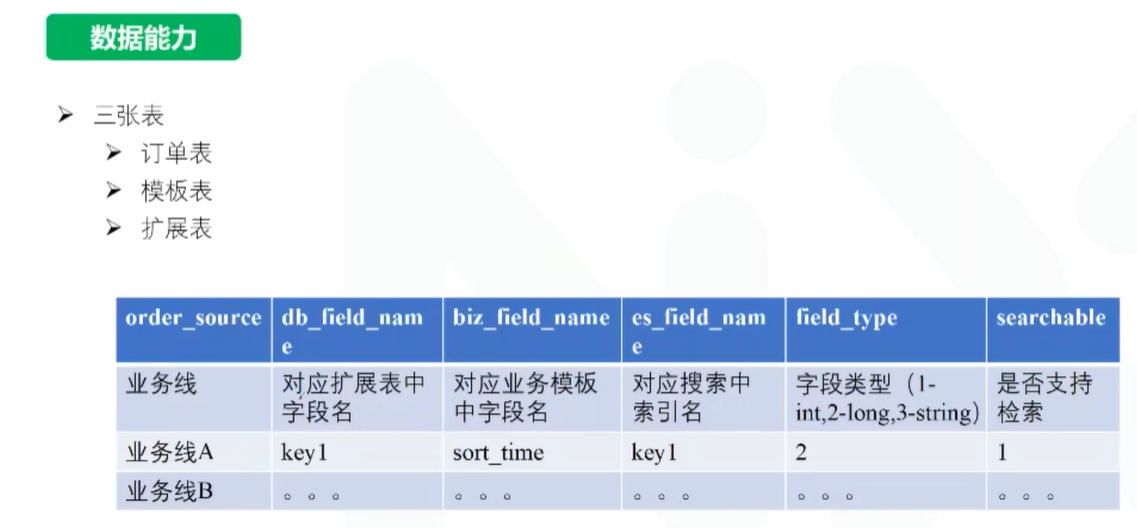 数据能力
三张表
订单表
模板表
扩展表
order_source db_field_nam biz_field_name es_field_nam field_type searchable
e e
业务线 对应扩展表中 对应业务模板 对应搜索中 字段类型（1- 是否支持
字段名 中字段名 索引名 int,2-long,3-string) 检索
业务线A key1 sort_time key1 2 1
业务线B 。。。 。。。 。。。 。。。 。。。